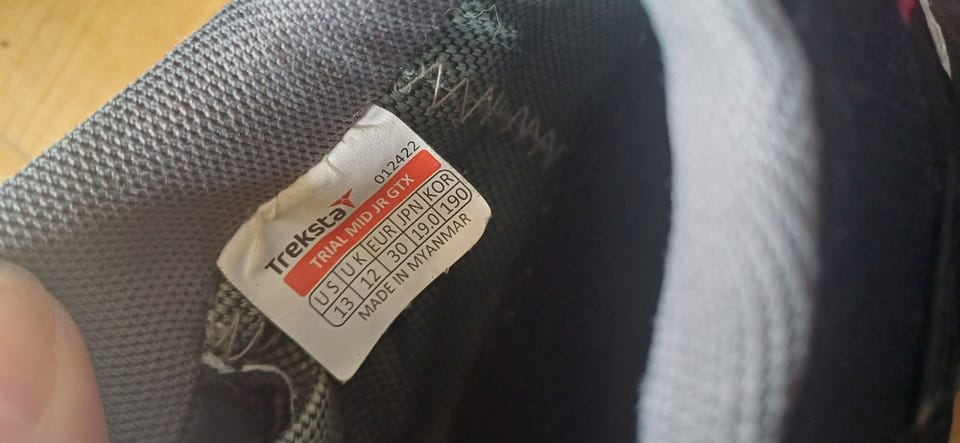 012422
Treksta
TRIAL MID JR GTX
US UK EUR JPN KOR
13 12 30 19.0 190
MADE IN MYANMAR